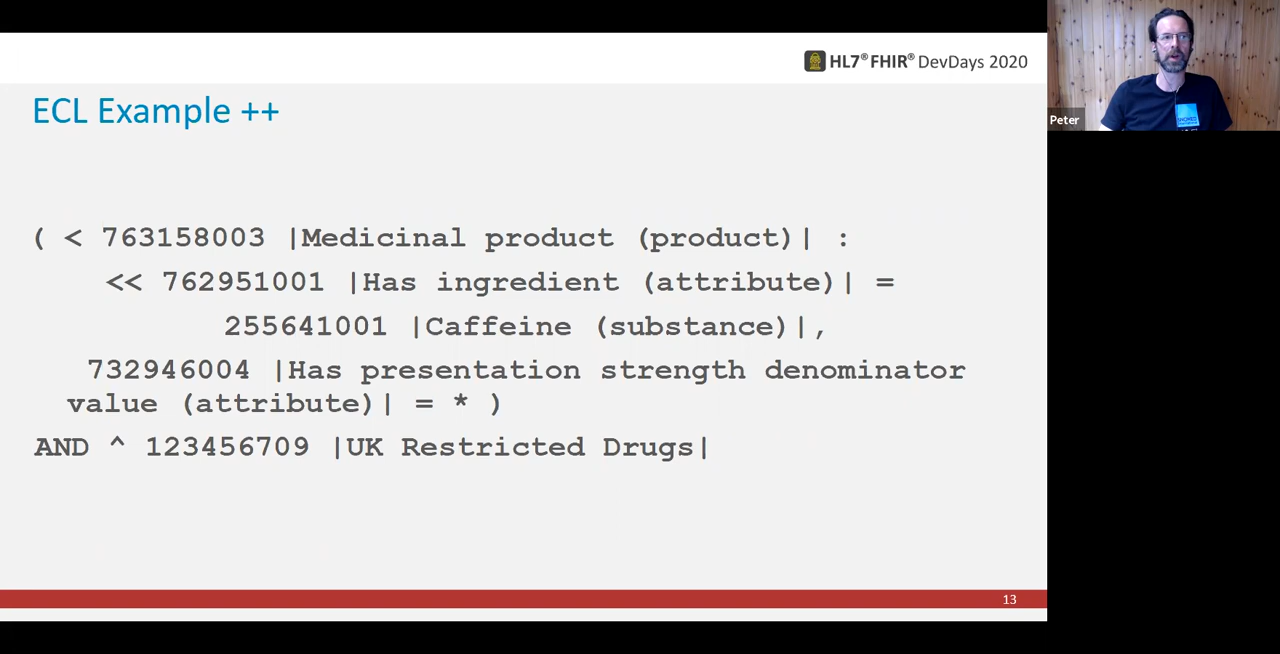 HL7® FHIR® DevDays 2020
Peter
ECL Example ++
( < 763158003 |Medicinal product (product)| :
<< 762951001 |Has ingredient (attribute)| =
255641001 |Caffeine (substance)|,
732946004 |Has presentation strength denominator
value (attribute)| = * )
AND ^ 123456709 |UK Restricted Drugs|
13